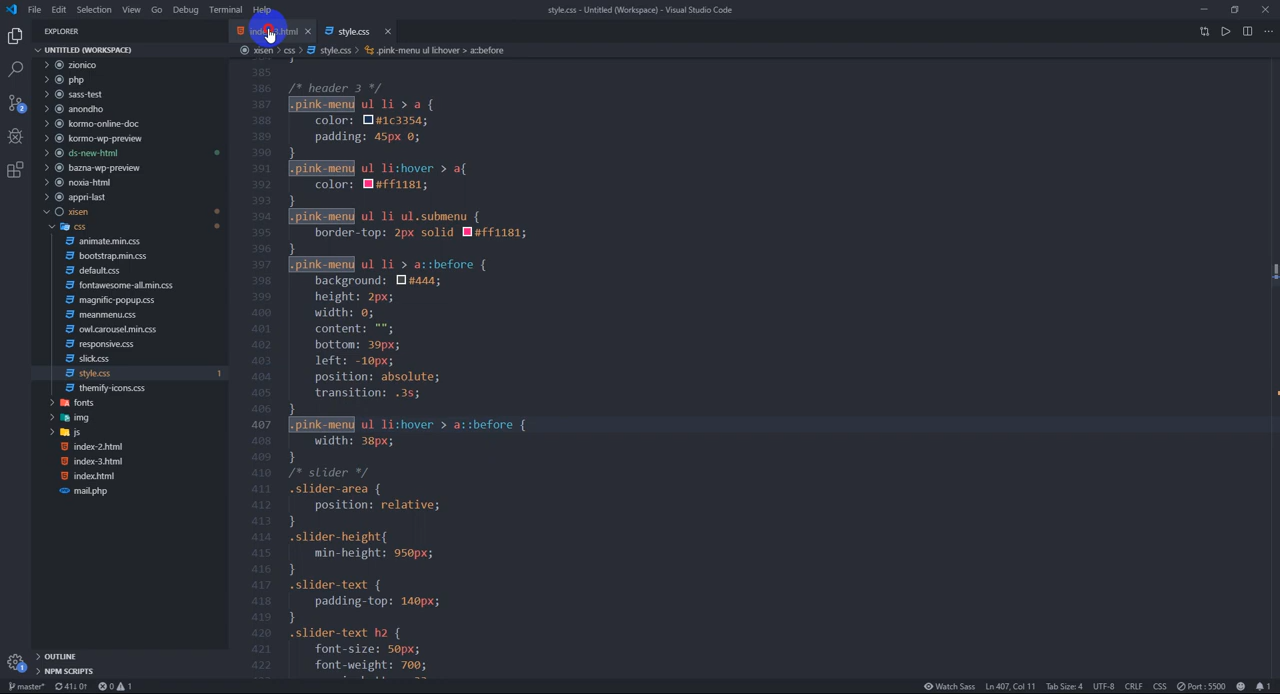 File Edit Selection View Go Debug Terminal Help
style.css - Untitled (Workspace) - Visual Studio Code
EXPLORER
style.css
UNTITLED (WORKSPACE)
xisen > css > style.css > .pink-menu ul li:hover > a::before
zionico
php
sass-test
anondho
kormo-online-doc
kormo-wp-preview
ds-new-html
bazna-wp-preview
noxia-html
appri-last
xisen
css
animate.min.css
bootstrap.min.css
default.css
fontawesome-all.min.css
magnific-popup.css
meanmenu.css
owl.carousel.min.css
responsive.css
slick.css
style.css 1
themify-icons.css
fonts
img
js
index-2.html
index-3.html
index.html
mail.php
OUTLINE
NPM SCRIPTS
385
386 /* header 3 */
387 .pink-menu ul li > a {
388 color: #1c3354;
389 padding: 45px 0;
390 }
391 .pink-menu ul li:hover > a{
392 color: #ff1181;
393 }
394 .pink-menu ul li ul.submenu {
395 border-top: 2px solid #ff1181;
396 }
397 .pink-menu ul li > a::before {
398 background: #444;
399 height: 2px;
400 width: 0;
401 content: "";
402 bottom: 39px;
403 left: -10px;
404 position: absolute;
405 transition: .3s;
406 }
407 .pink-menu ul li:hover > a::before {
408 width: 38px;
409 }
410 /* slider */
411 .slider-area {
412 position: relative;
413 }
414 .slider-height{
415 min-height: 950px;
416 }
417 .slider-text {
418 padding-top: 140px;
419 }
420 .slider-text h2 {
421 font-size: 50px;
422 font-weight: 700;
2
1
master* 41↓ 0↑ 0 1
Watch Sass Ln 407, Col 11 Tab Size: 4 UTF-8 CRLF CSS Port : 5500 1